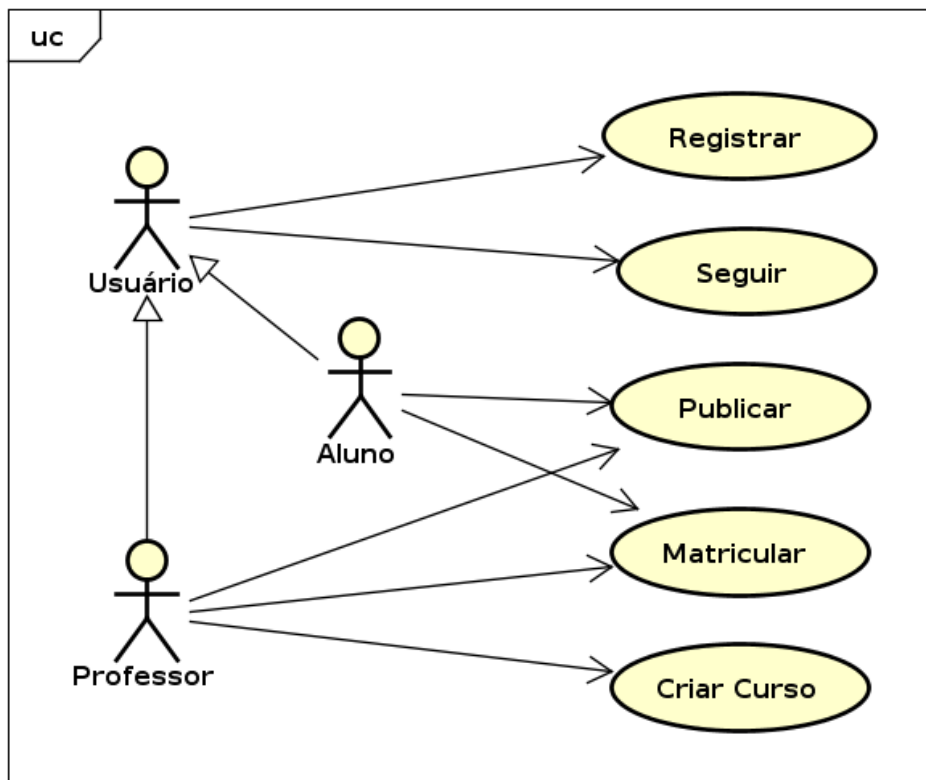 uc
Registrar
Usuário
Seguir
Aluno
Publicar
Matricular
Professor
Criar Curso